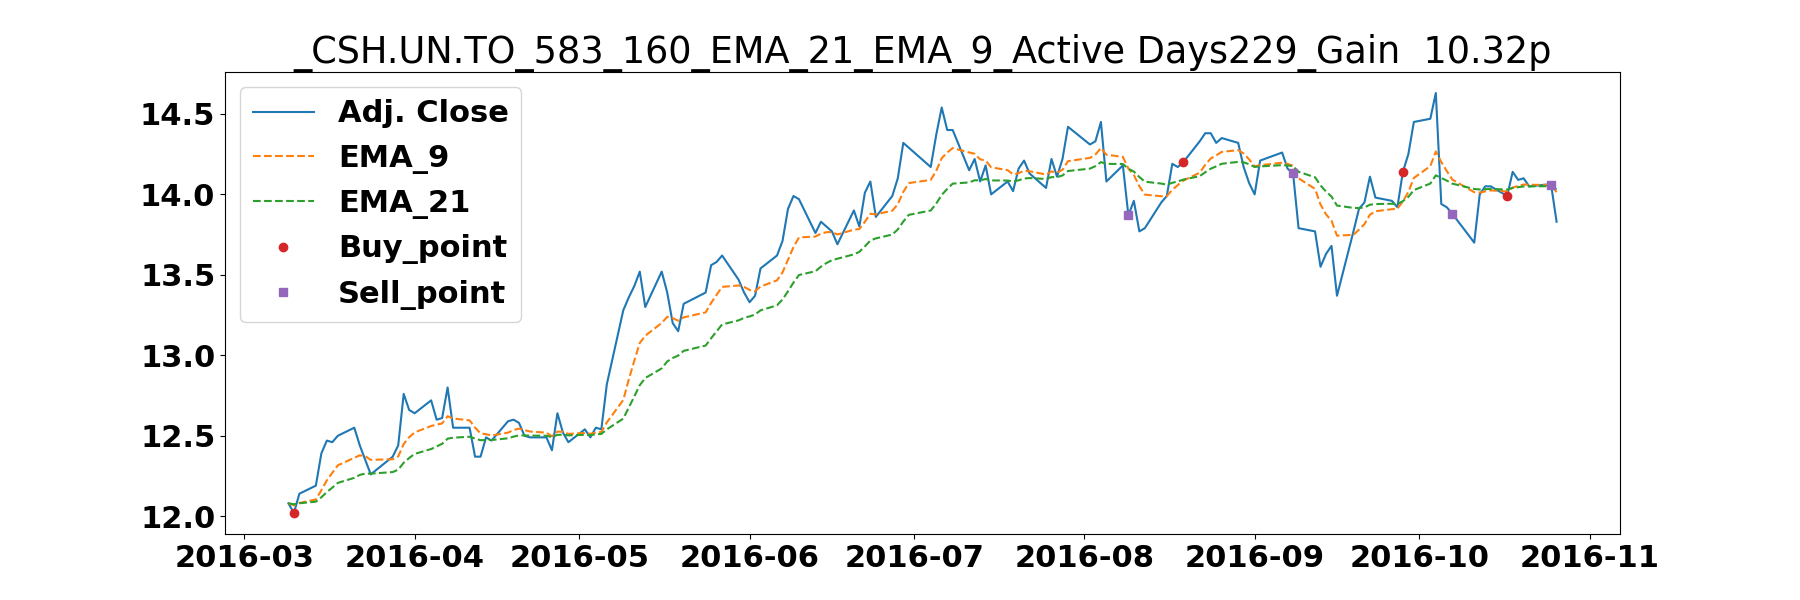 _CSH.UN.TO_583_160_EMA_21_EMA_9_Active Days229_Gain  10.32p
Adj. Close
EMA_9
EMA_21
Buy_point
Sell_point
14.5
14.0
13.5
13.0
12.5
12.0
2016-03 2016-04 2016-05 2016-06 2016-07 2016-08 2016-09 2016-10 2016-11